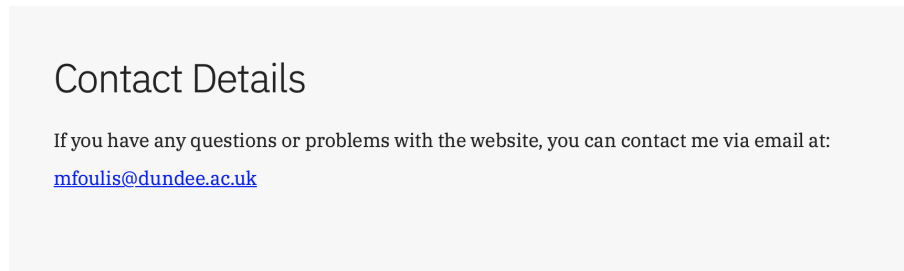 Contact Details
If you have any questions or problems with the website, you can contact me via email at:
mfoulis@dundee.ac.uk